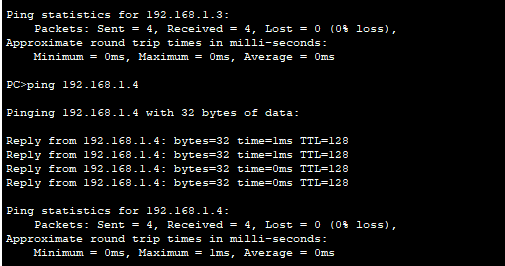 Ping statistics for 192.168.1.3:
Packets: Sent = 4, Received = 4, Lost = 0 (0% loss),
Approximate round trip times in milli-seconds:
Minimum = 0ms, Maximum = 0ms, Average = 0ms
PC>ping 192.168.1.4
Pinging 192.168.1.4 with 32 bytes of data:
Reply from 192.168.1.4: bytes=32 time=1ms TTL=128
Reply from 192.168.1.4: bytes=32 time=1ms TTL=128
Reply from 192.168.1.4: bytes=32 time=0ms TTL=128
Reply from 192.168.1.4: bytes=32 time=0ms TTL=128
Ping statistics for 192.168.1.4:
Packets: Sent = 4, Received = 4, Lost = 0 (0% loss),
Approximate round trip times in milli-seconds:
Minimum = 0ms, Maximum = 1ms, Average = 0ms